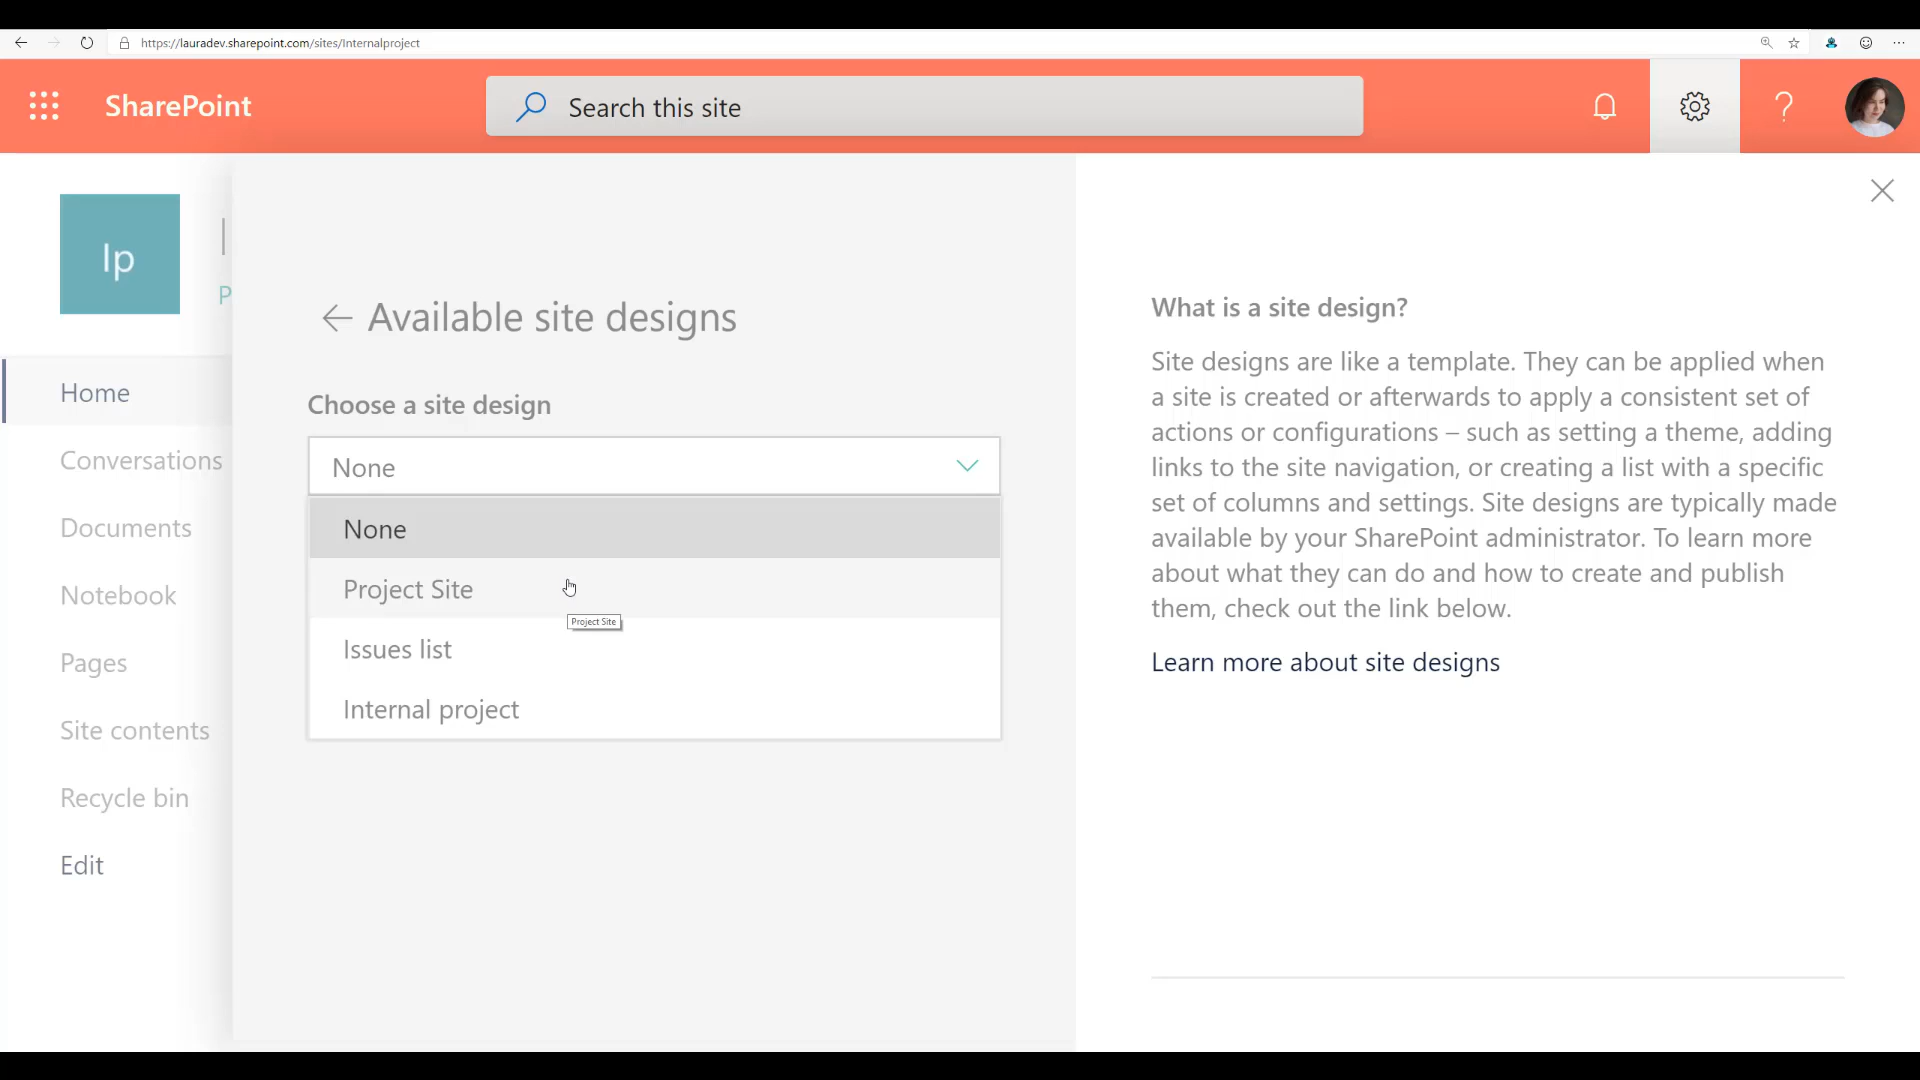 https://lauradev.sharepoint.com/sites/Internalproject
SharePoint
Search this site
Ip
P
Home
Conversations
Documents
Notebook
Pages
Site contents
Recycle bin
Edit
Available site designs
Choose a site design
None
None
Project Site
Project Site
Issues list
Internal project
What is a site design?
Site designs are like a template. They can be applied when
a site is created or afterwards to apply a consistent set of
actions or configurations – such as setting a theme, adding
links to the site navigation, or creating a list with a specific
set of columns and settings. Site designs are typically made
available by your SharePoint administrator. To learn more
about what they can do and how to create and publish
them, check out the link below.
Learn more about site designs